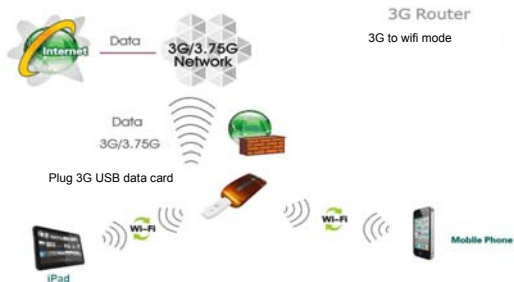 3G Router
3G to wifi mode
Internet
Data
3G/3.75G
Network
Data
3G/3.75G
Plug 3G USB data card
Wi-Fi
Wi-Fi
Mobile Phone
iPad